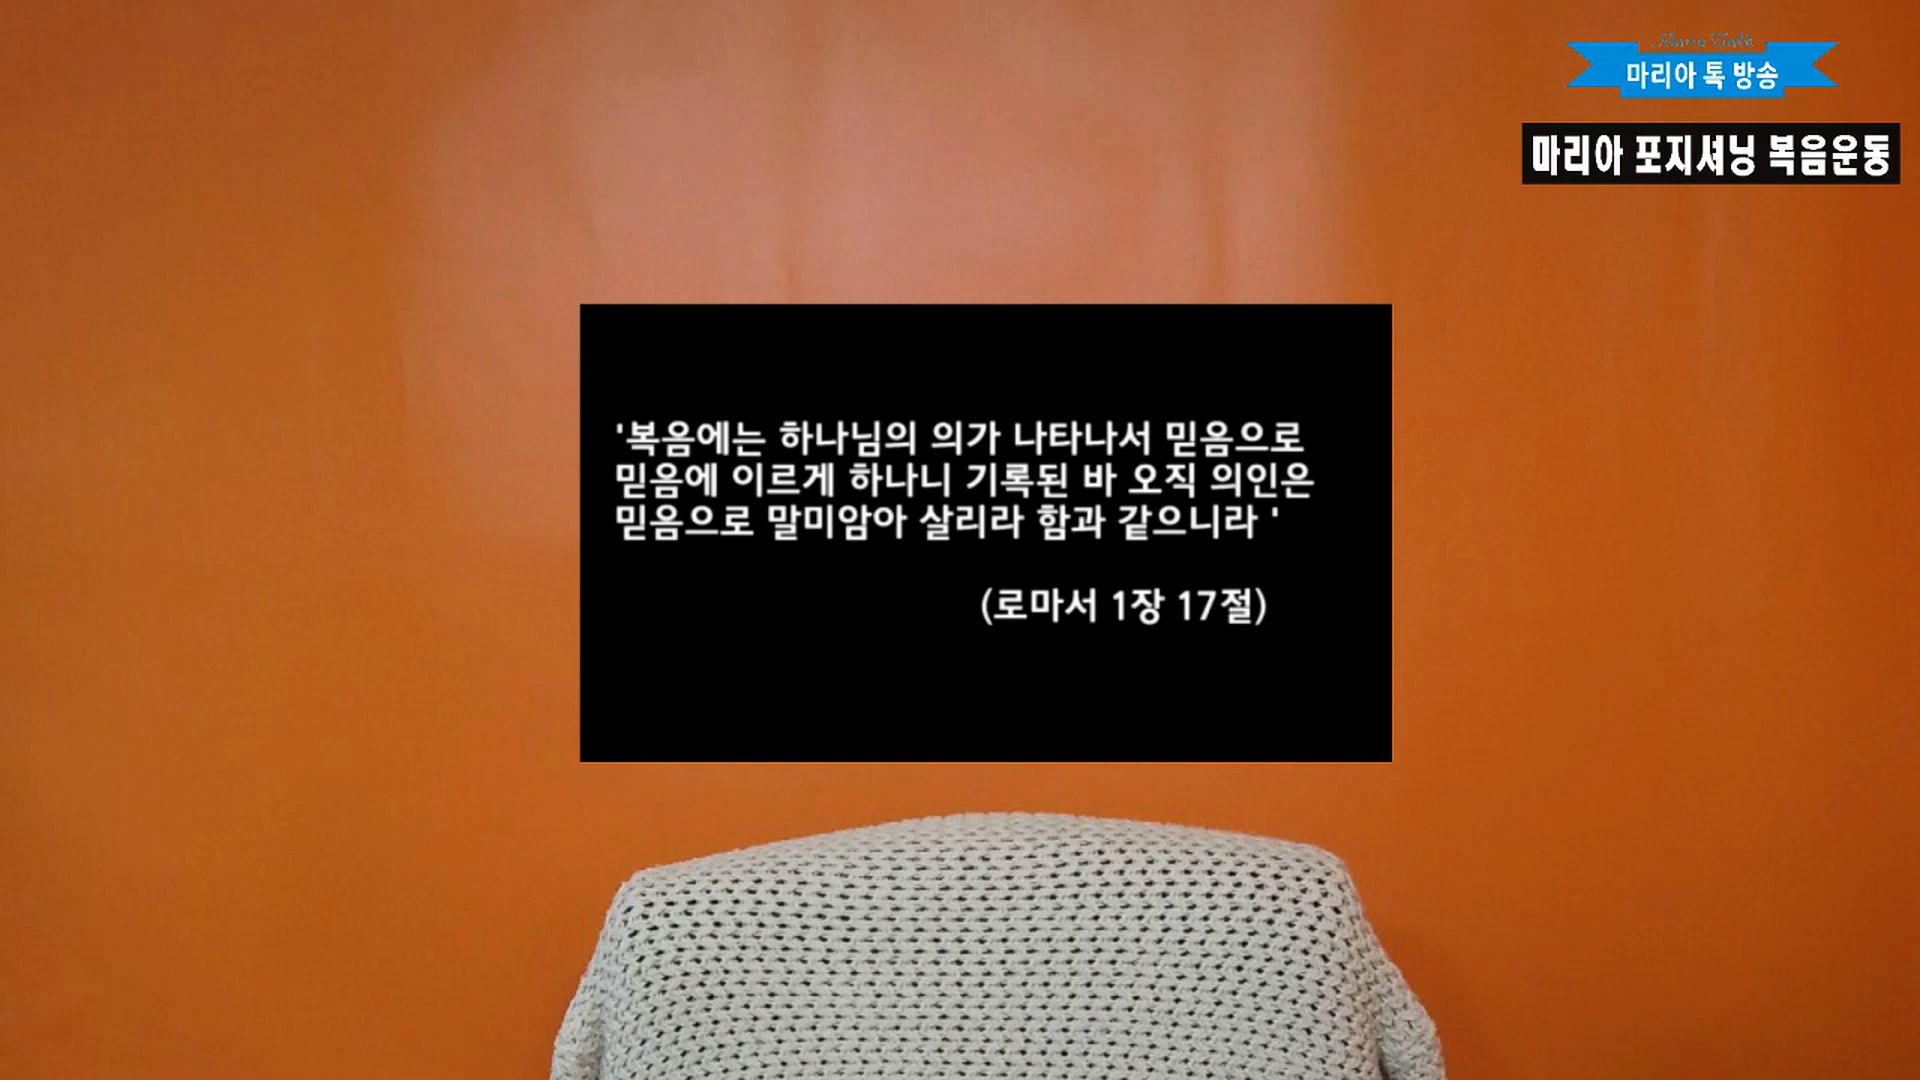 마리아 톡 방송
마리아 포지셔닝 복음운동
'복음에는 하나님의 의가 나타나서 믿음으로
믿음에 이르게 하나니 기록된 바 오직 의인은
믿음으로 말미암아 살리라 함과 같으니라 '
(로마서 1장 17절)